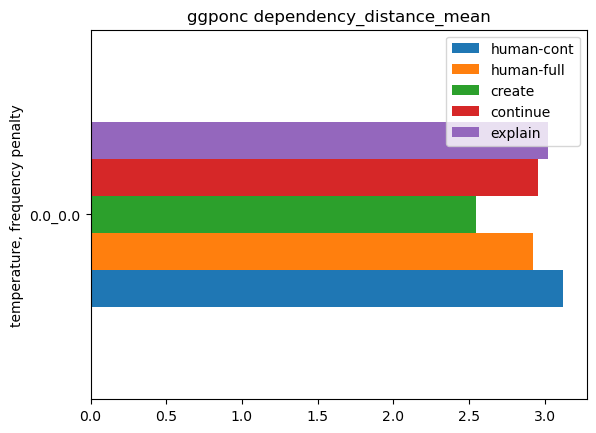 ggponc dependency_distance_mean
human-cont
human-full
create
continue
explain
temperature, frequency penalty
0.0_0.0
0.0 0.5 1.0 1.5 2.0 2.5 3.0